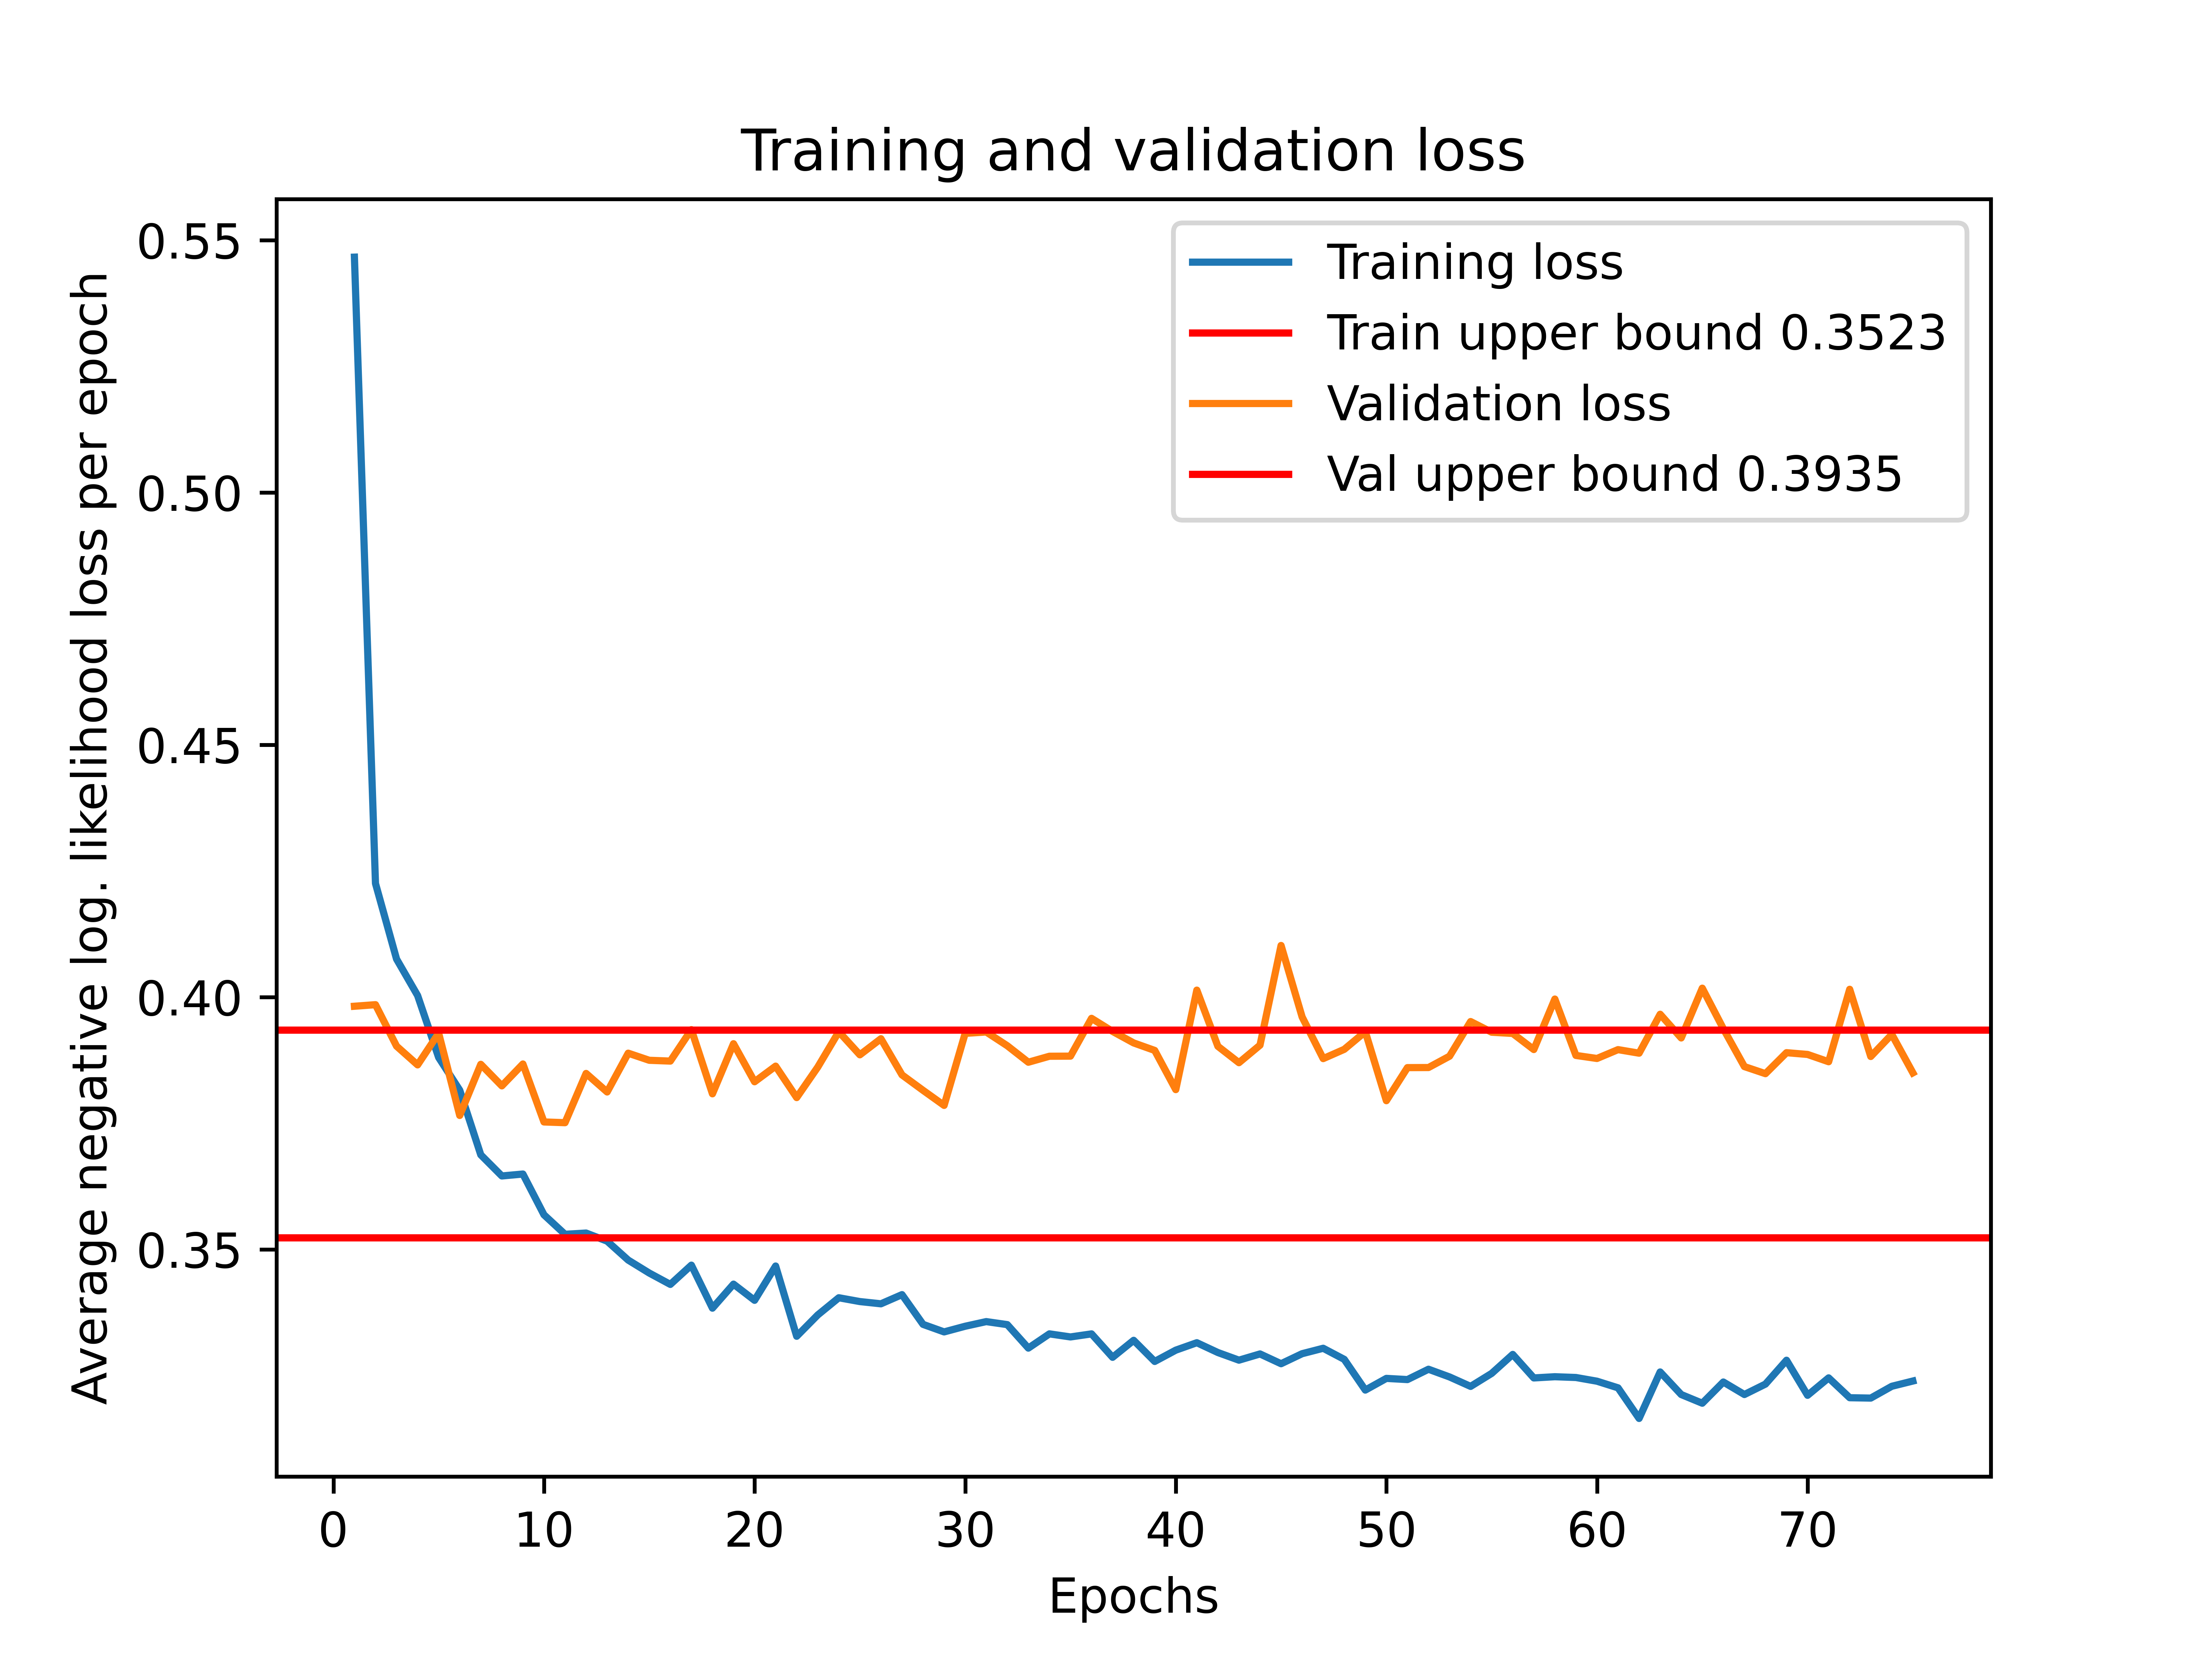 Training and validation loss
Average negative log. likelihood loss per epoch
0.55
0.50
0.45
0.40
0.35
Training loss
Train upper bound 0.3523
Validation loss
Val upper bound 0.3935
0 10 20 30 40 50 60 70
Epochs